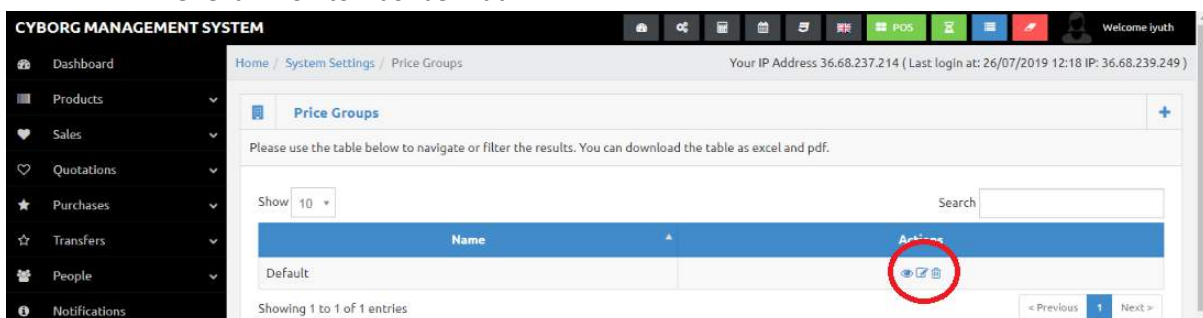 CYBORG MANAGEMENT SYSTEM
POS
Welcome iyuth
Dashboard
Home / System Settings / Price Groups
Your IP Address 36.68.237.214 ( Last login at: 26/07/2019 12:18 IP: 36.68.239.249 )
Products
Price Groups
Sales
Please use the table below to navigate or filter the results. You can download the table as excel and pdf.
Quotations
Purchases
Show 10
Search
Transfers
Name
Actions
People
Default
Notifications
Showing 1 to 1 of 1 entries
< Previous 1 Next >